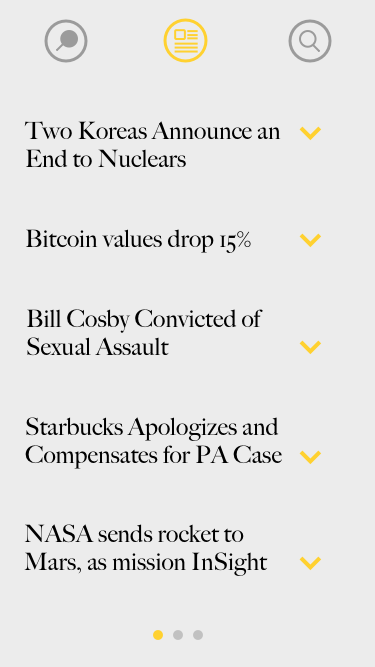 Two Koreas Announce an
End to Nuclears
Bitcoin values drop 15%
Bill Cosby Convicted of
Sexual Assault
Starbucks Apologizes and
Compensates for PA Case
NASA sends rocket to
Mars, as mission InSight